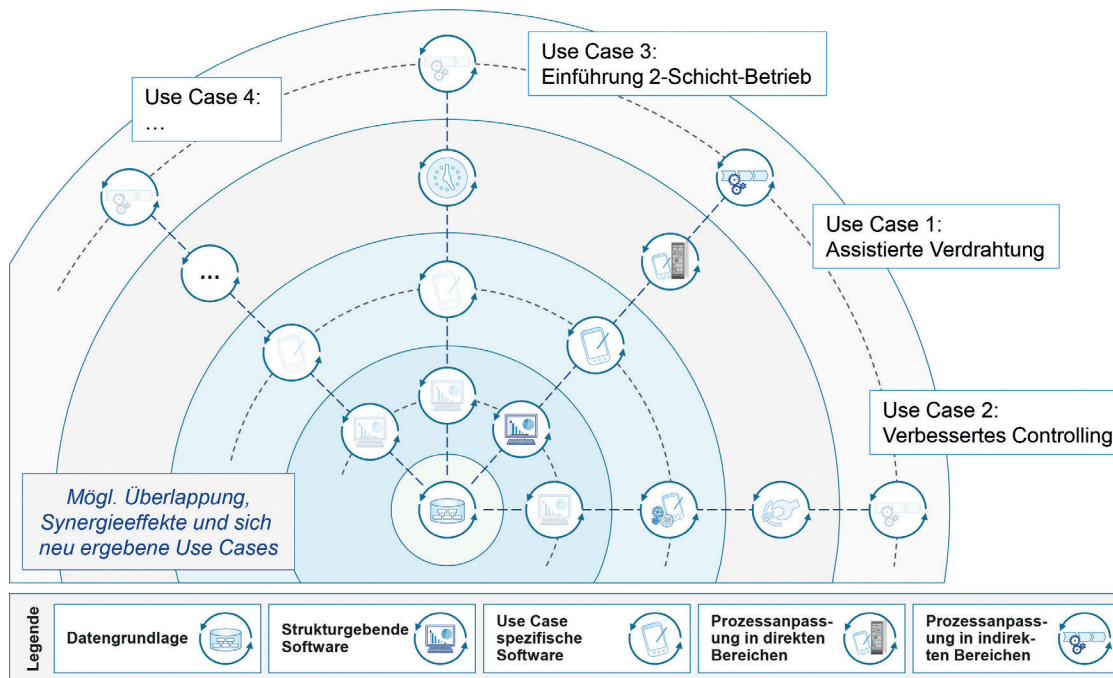 Use Case 3:
Einführung 2-Schicht-Betrieb
Use Case 4:
...
Use Case 1:
Assistierte Verdrahtung
...
Use Case 2:
Verbessertes Controlling
Mögl. Überlappung,
Synergieeffekte und sich
neu ergebene Use Cases
Legende
Datengrundlage
Strukturgebende
Software
Use Case
spezifische
Software
Prozessanpass-
ung in direkten
Bereichen
Prozessanpass-
ung in indirek-
ten Bereichen